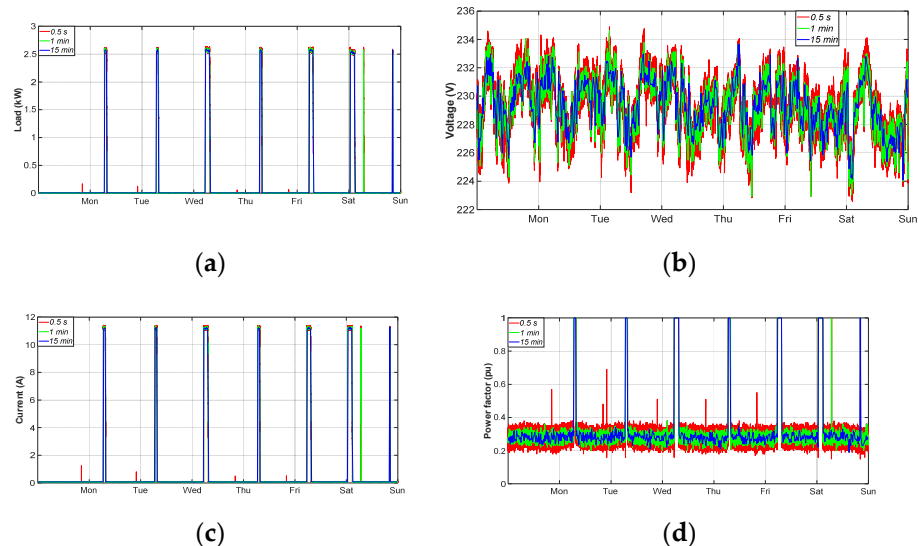 3
2.5
2
1.5
1
0.5
0
Load (kW)
0.5 s
1 min
15 min
Mon Tue Wed Thu Fri Sat Sun
(a)
236
234
232
230
228
226
224
222
Voltage (V)
0.5 s
1 min
15 min
Mon Tue Wed Thu Fri Sat Sun
(b)
12
10
8
6
4
2
0
Current (A)
0.5 s
1 min
15 min
Mon Tue Wed Thu Fri Sat Sun
(c)
1
0.8
0.6
0.4
0.2
0
Power factor (pu)
0.5 s
1 min
15 min
Mon Tue Wed Thu Fri Sat Sun
(d)